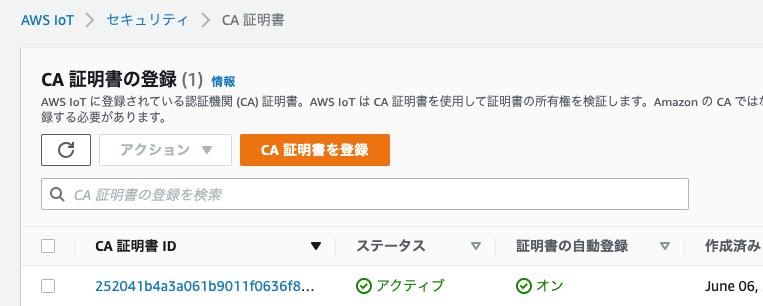 AWS IoT > セキュリティ > CA 証明書
CA 証明書の登録 (1) 情報
AWS IoT に登録されている認証機関 (CA) 証明書。AWS IoT は CA 証明書を使用して証明書の所有権を検証します。Amazon の CA ではな
録する必要があります。
アクション CA 証明書を登録
CA 証明書の登録を検索
CA 証明書 ID ステータス 証明書の自動登録 作成済み
252041b4a3a061b9011f0636f8... アクティブ オン June 06,